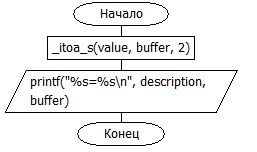 Начало
_itoa_s(value, buffer, 2)
printf("%s=%s\n", description,
buffer)
Конец